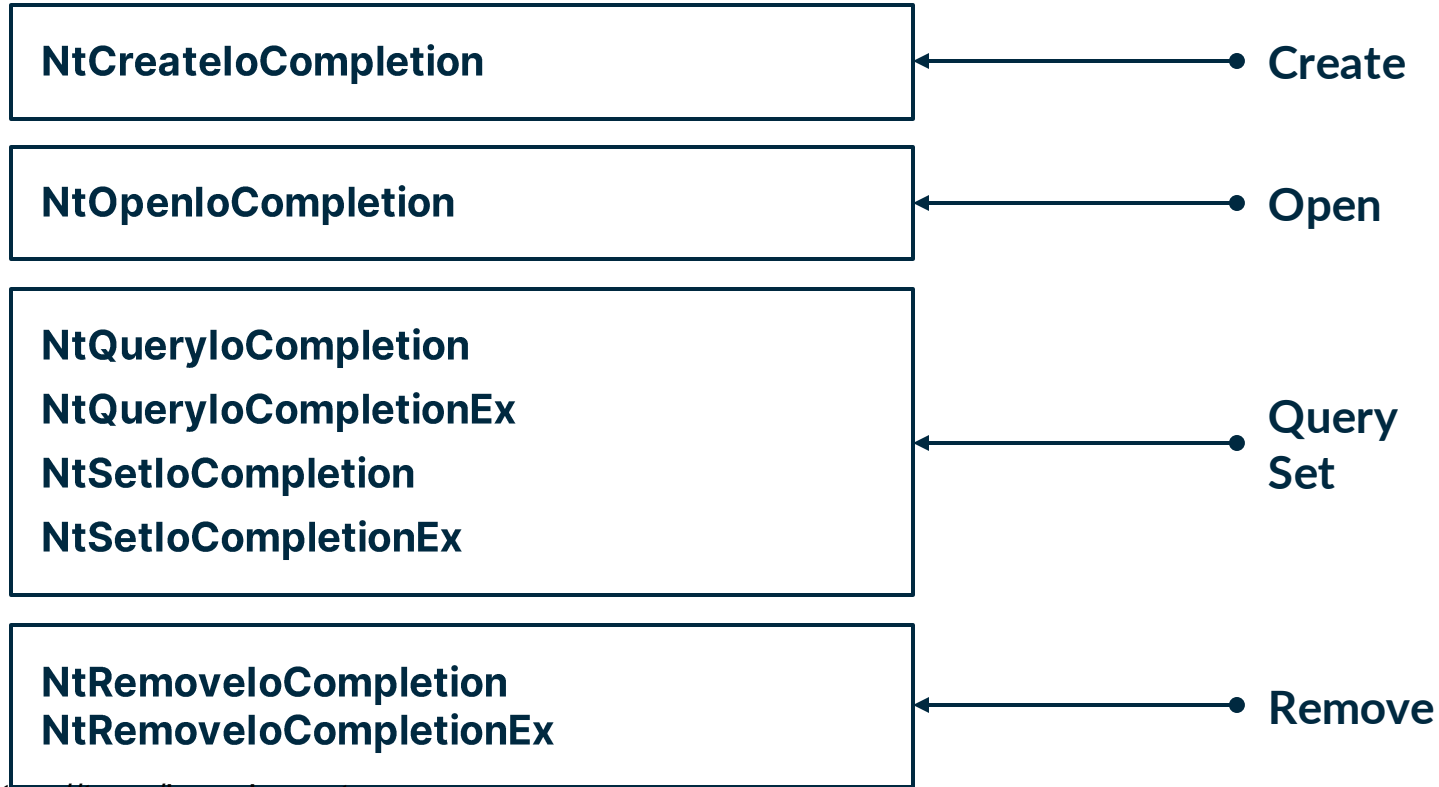 NtCreateIoCompletion
Create
NtOpenIoCompletion
Open
NtQueryIoCompletion
NtQueryIoCompletionEx
NtSetIoCompletion
NtSetIoCompletionEx
Query
Set
NtRemoveIoCompletion
NtRemoveIoCompletionEx
Remove